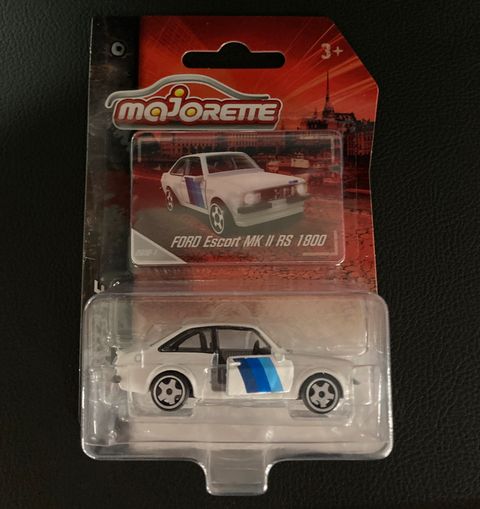 3+
majorette
FORD Escort MK II RS 1800